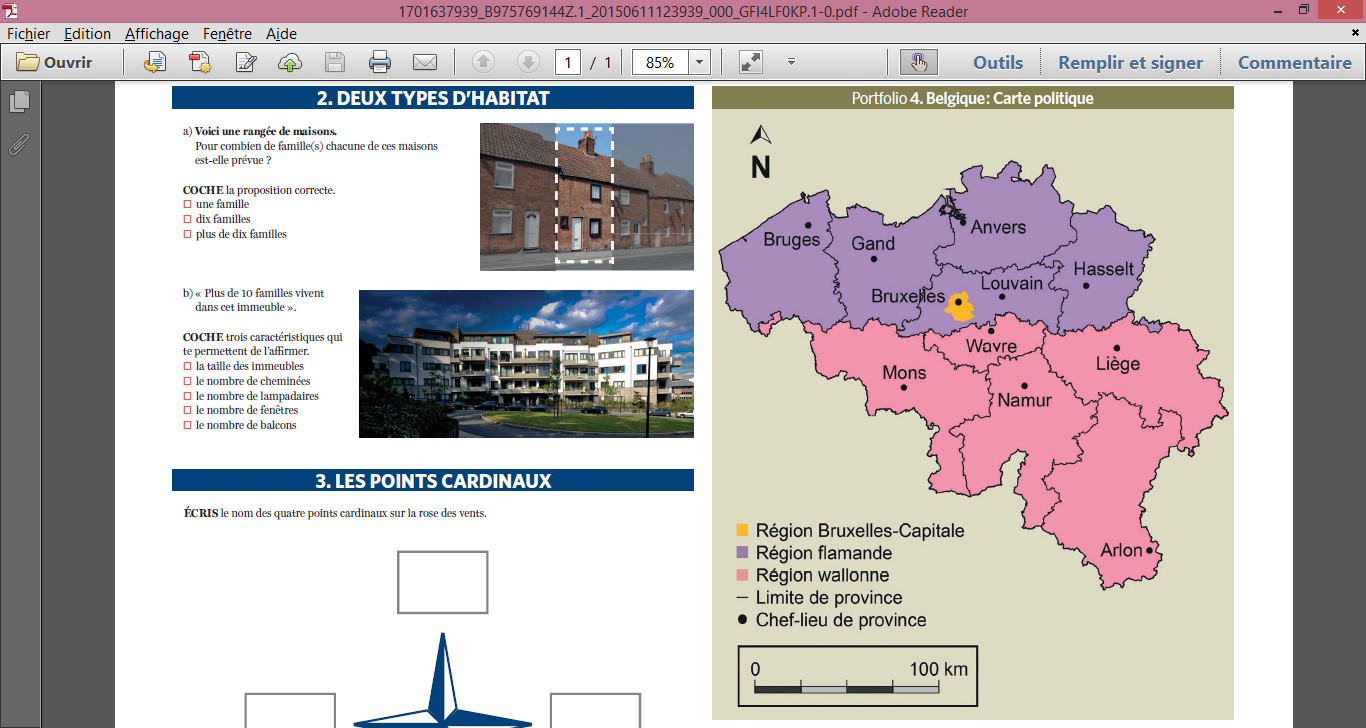 1701637939_B975769144Z.1_20150611123939_000_GFI4LF0KP.1-0.pdf - Adobe Reader
Fichier Edition Affichage Fenêtre Aide
Ouvrir
1 / 1
85%
Outils
Remplir et signer
Commentaire
2. DEUX TYPES D'HABITAT
a) Voici une rangée de maisons.
Pour combien de famille(s) chacune de ces maisons
est-elle prévue ?
COCHE la proposition correcte.
une famille
dix familles
plus de dix familles
b) « Plus de 10 familles vivent
dans cet immeuble ».
COCHE trois caractéristiques qui
te permettent de l'affirmer.
la taille des immeubles
le nombre de cheminées
le nombre de lampadaires
le nombre de fenêtres
le nombre de balcons
3. LES POINTS CARDINAUX
ÉCRIS le nom des quatre points cardinaux sur la rose des vents.
Portfolio 4. Belgique: Carte politique
N
Bruges
Gand
Anvers
Hasselt
Louvain
Bruxelles
Wavre
Liège
Mons
Namur
Arlon
Région Bruxelles-Capitale
Région flamande
Région wallonne
Limite de province
Chef-lieu de province
0 100 km